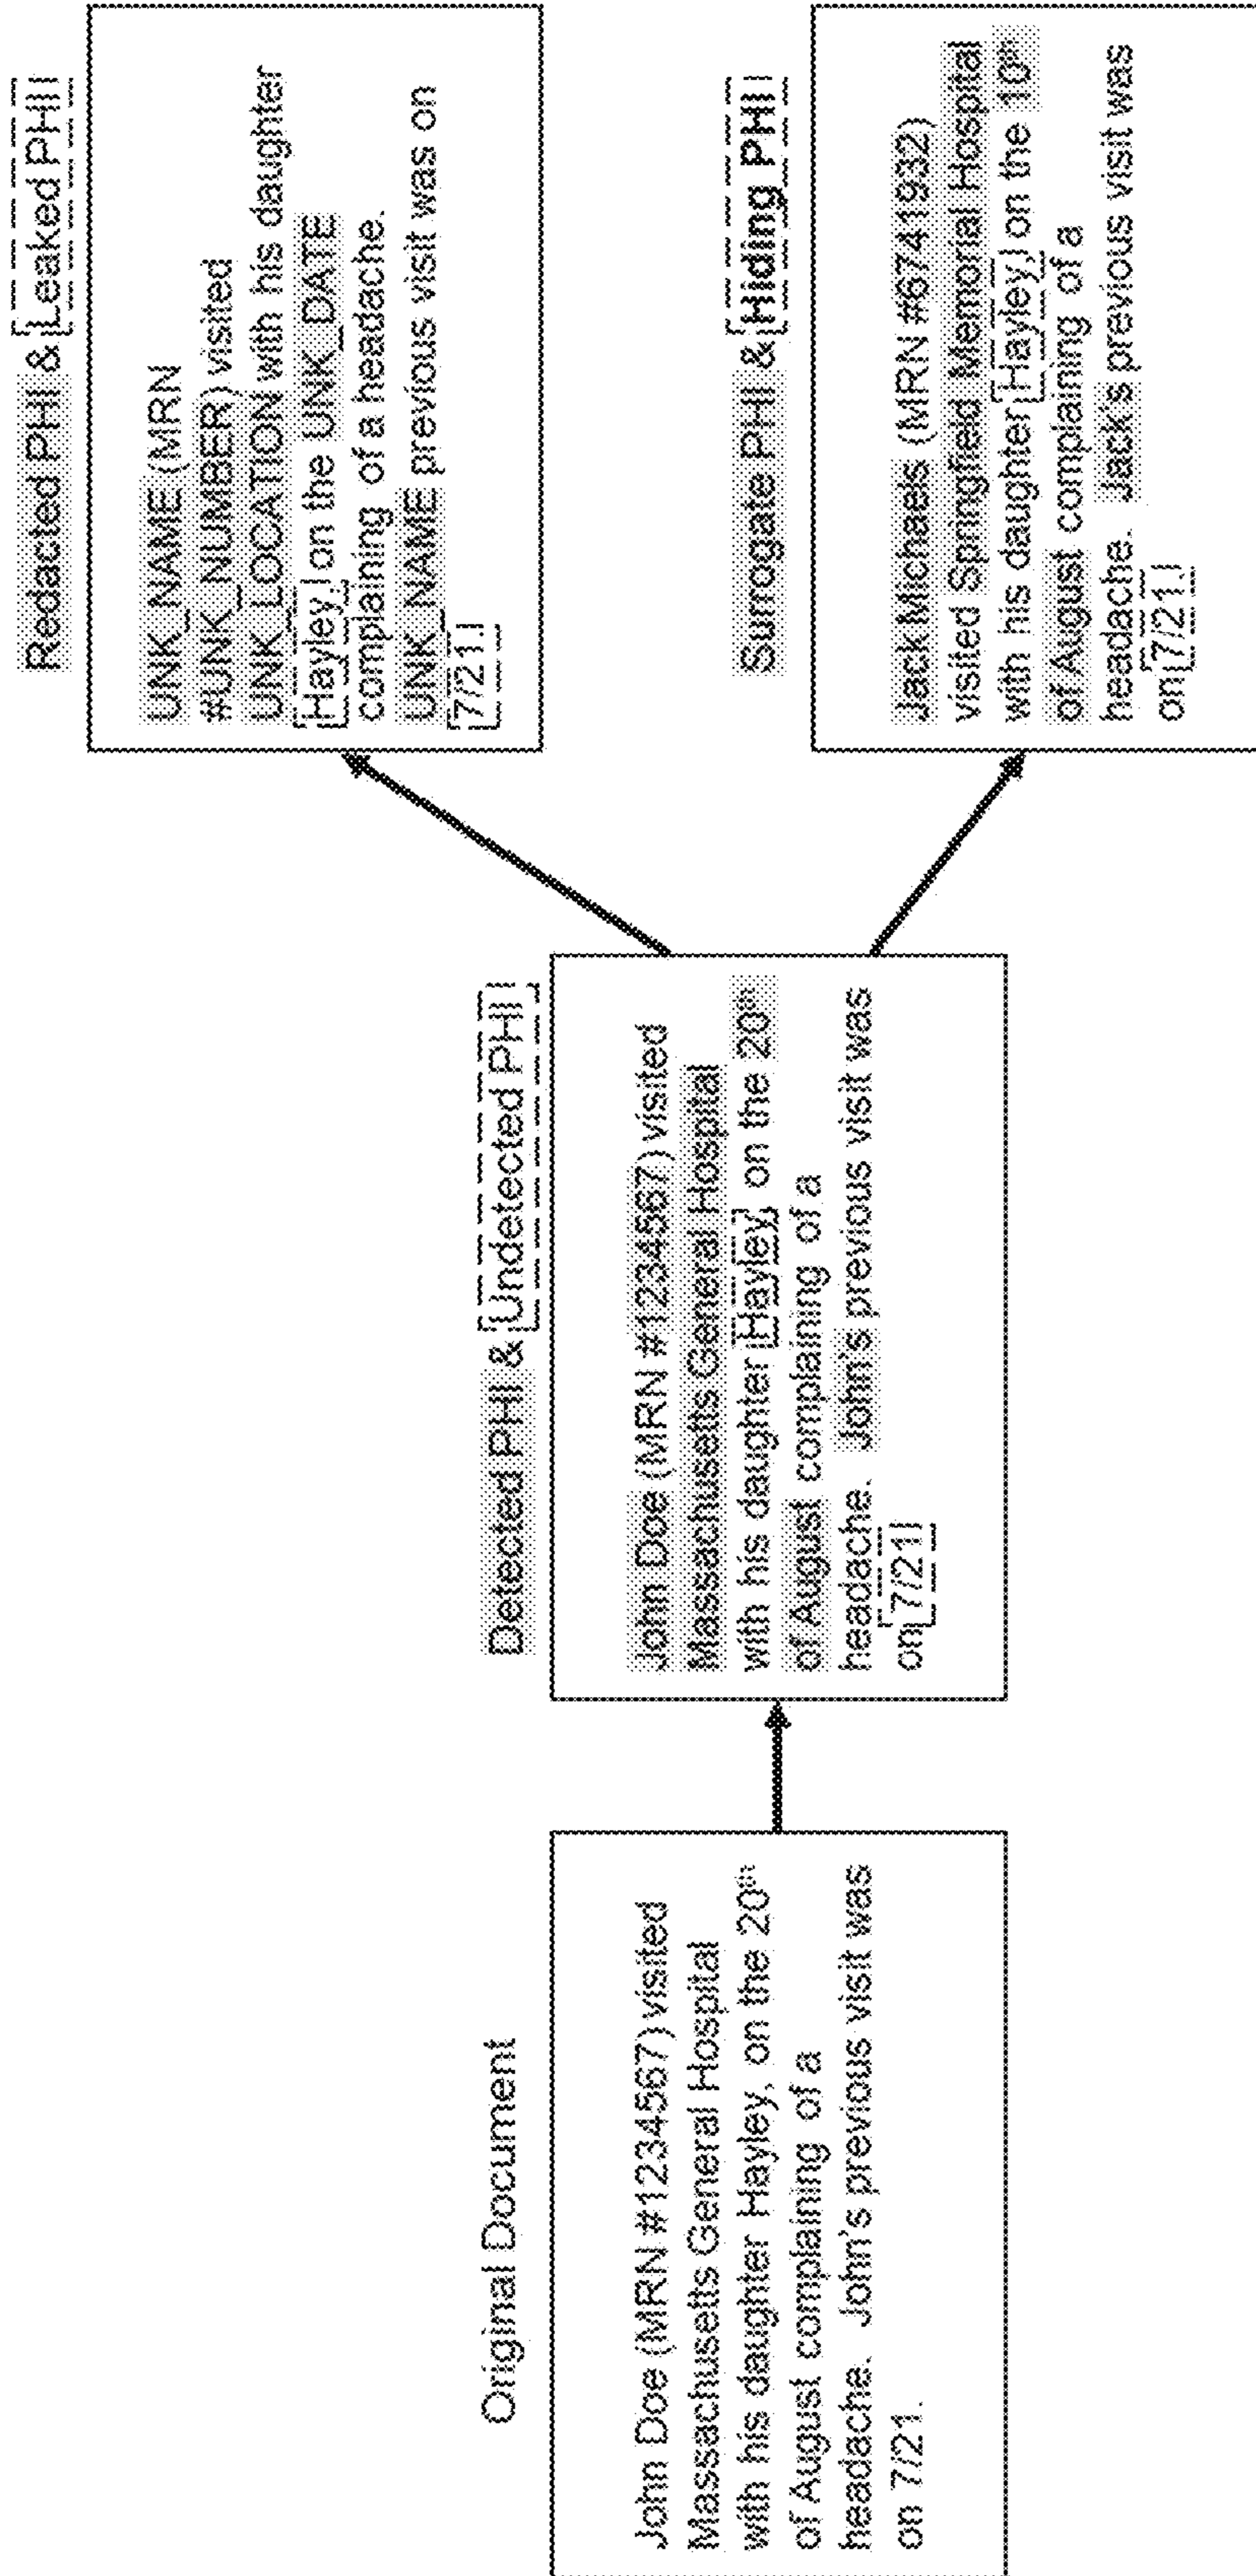 Original Document
John Doe (MRN #1234567) visited
Massachusetts General Hospital
with his daughter Hayley, on the 20th
of August complaining of a
headache. John's previous visit was
on 7/21.
Detected PHI & Undetected PHI
John Doe (MRN #1234567) visited
Massachusetts General Hospital
with his daughter Hayley, on the 20th
of August complaining of a
headache. John's previous visit was
on 7/21
Redacted PHI & Leaked PHI
UNK_NAME (MRN
#UNK_NUMBER) visited
UNK_LOCATION with his daughter
Hayley on the UNK_DATE
complaining of a headache.
UNK_NAME previous visit was on
7/21.
Surrogate PHI & Hiding PHI
Jack Michaels (MRN #6741932)
visited Springfield Memorial Hospital
with his daughter Hayley on the 10th
of August complaining of a
headache. Jack's previous visit was
on 7/21.